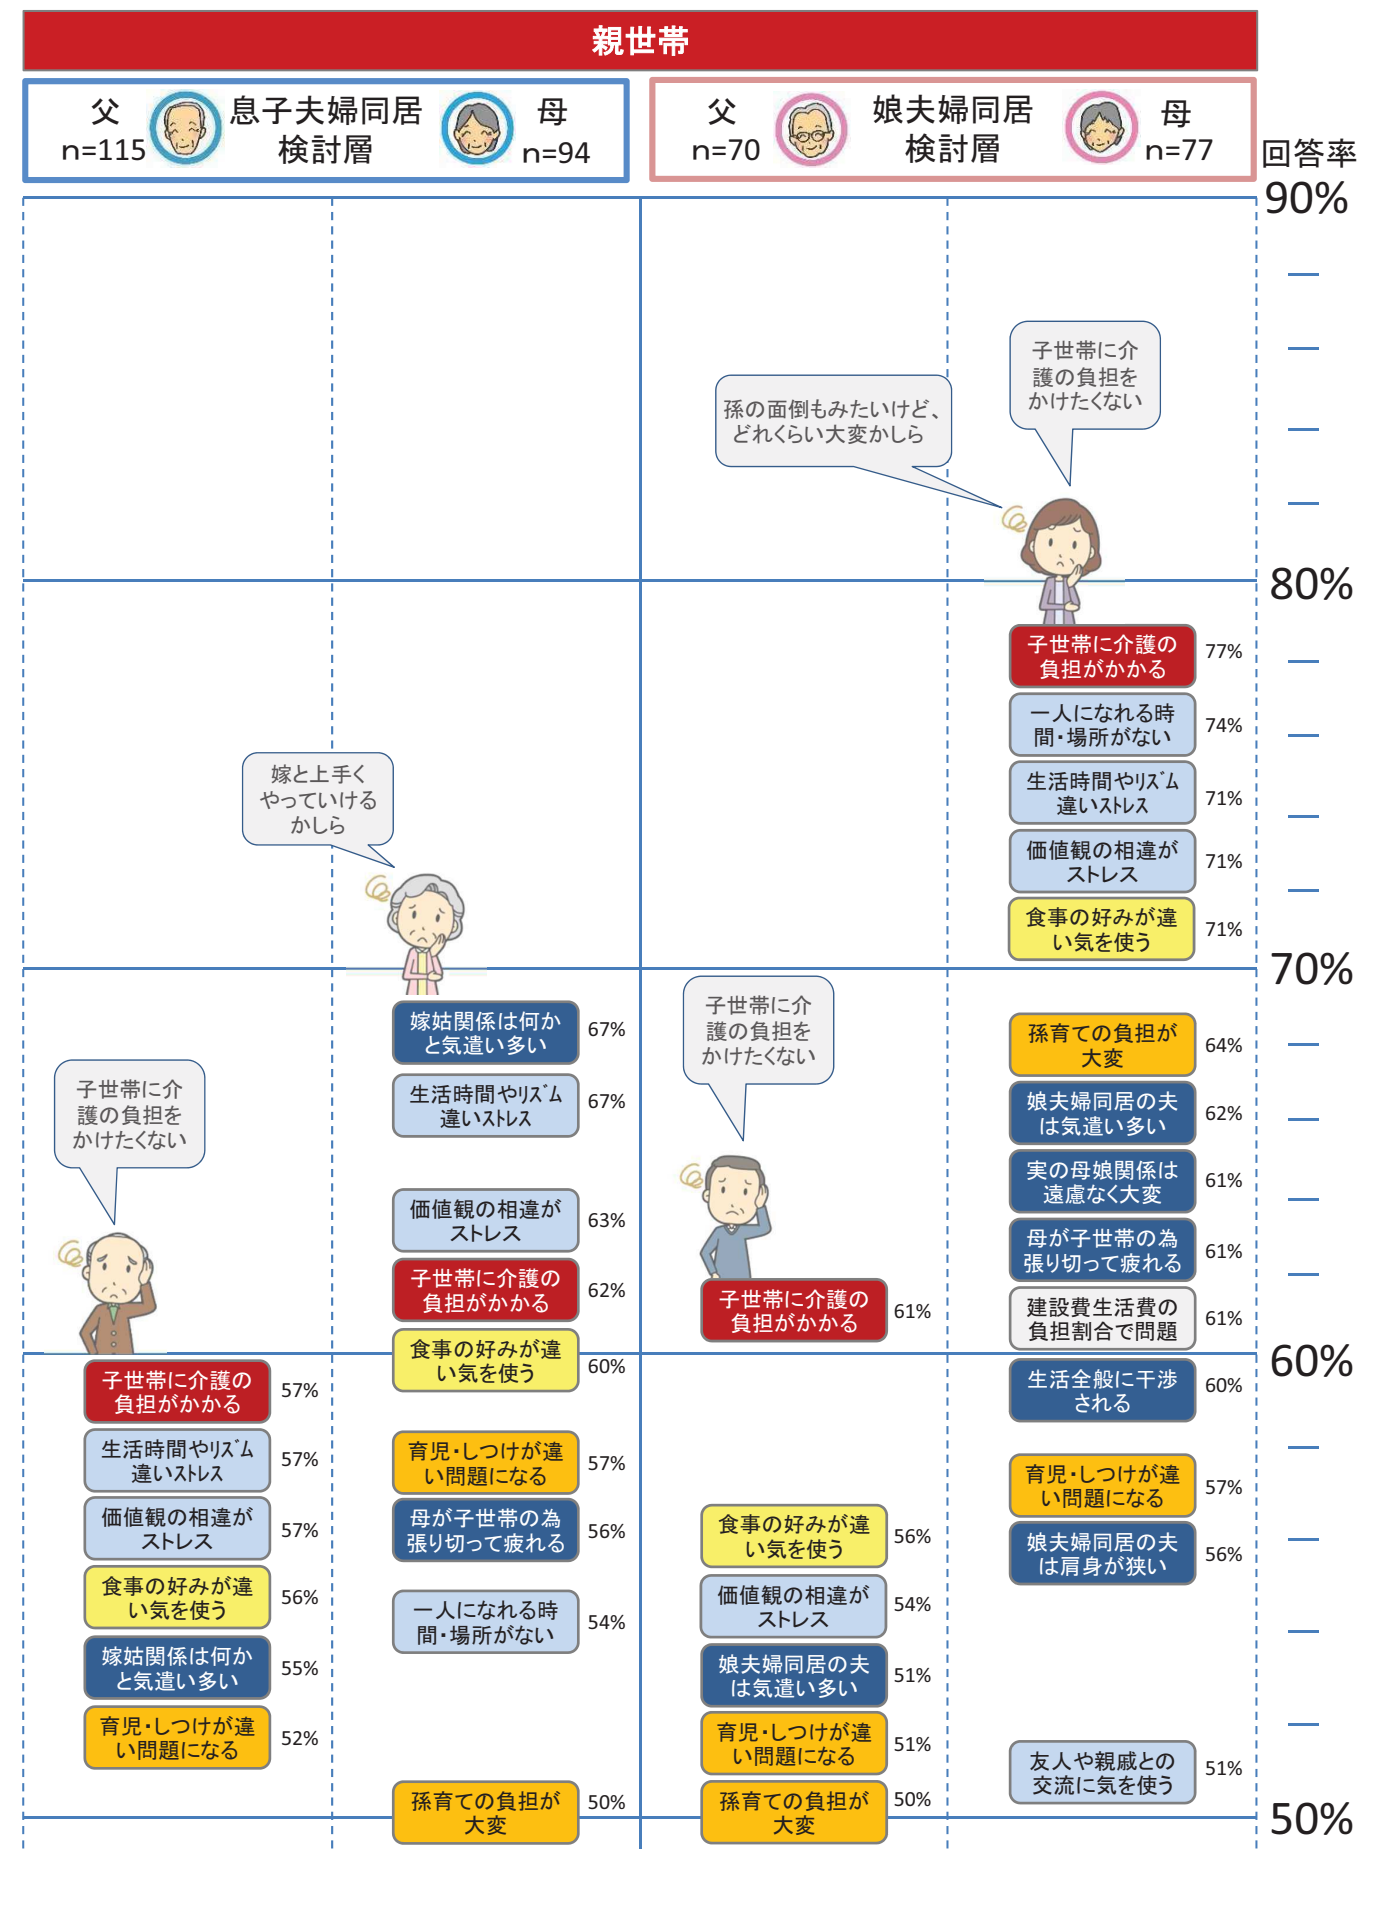 親世帯
父
n=115
息子夫婦同居
検討層
母
n=94
父
n=70
娘夫婦同居
検討層
母
n=77
回答率
90%
80%
70%
60%
50%
子世帯に介
護の負担を
かけたくない
子世帯に介護の
負担がかかる
57%
生活時間やﾘｽﾞﾑ
違いｽﾄﾚｽ
57%
価値観の相違が
ストレス
57%
食事の好みが違
い気を使う
56%
嫁姑関係は何か
と気遣い多い
55%
育児・しつけが違
い問題になる
52%
嫁と上手く
やっていける
かしら
嫁姑関係は何か
と気遣い多い
67%
生活時間やﾘｽﾞﾑ
違いｽﾄﾚｽ
67%
価値観の相違が
ストレス
63%
子世帯に介護の
負担がかかる
62%
食事の好みが違
い気を使う
60%
育児・しつけが違
い問題になる
57%
母が子世帯の為
張り切って疲れる
56%
一人になれる時
間・場所がない
54%
孫育ての負担が
大変
50%
子世帯に介
護の負担を
かけたくない
子世帯に介護の
負担がかかる
61%
食事の好みが違
い気を使う
56%
価値観の相違が
ストレス
54%
娘夫婦同居の夫
は気遣い多い
51%
育児・しつけが違
い問題になる
51%
孫育ての負担が
大変
50%
孫の面倒もみたいけど、
どれくらい大変かしら
子世帯に介
護の負担を
かけたくない
子世帯に介護の
負担がかかる
77%
一人になれる時
間・場所がない
74%
生活時間やﾘｽﾞﾑ
違いｽﾄﾚｽ
71%
価値観の相違が
ストレス
71%
食事の好みが違
い気を使う
71%
孫育ての負担が
大変
64%
娘夫婦同居の夫
は気遣い多い
62%
実の母娘関係は
遠慮なく大変
61%
母が子世帯の為
張り切って疲れる
61%
建設費生活費の
負担割合で問題
61%
生活全般に干渉
される
60%
育児・しつけが違
い問題になる
57%
娘夫婦同居の夫
は肩身が狭い
56%
友人や親戚との
交流に気を使う
51%